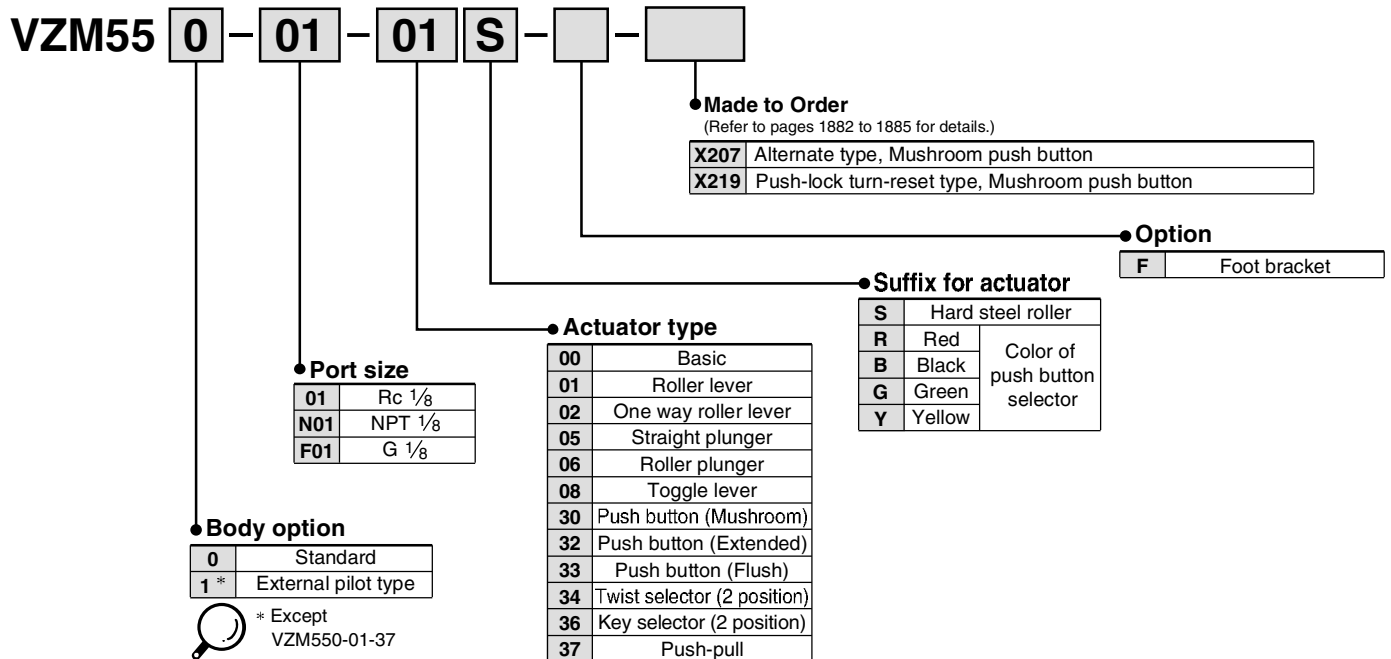 VZM55 0 - 01 - 01 S - -
Made to Order
(Refer to pages 1882 to 1885 for details.)
X207 Alternate type, Mushroom push button
X219 Push-lock turn-reset type, Mushroom push button
Option
F Foot bracket
Suffix for actuator
S Hard steel roller
R Red
B Black
G Green
Y Yellow
Color of
push button
selector
Actuator type
00 Basic
01 Roller lever
02 One way roller lever
05 Straight plunger
06 Roller plunger
08 Toggle lever
30 Push button (Mushroom)
32 Push button (Extended)
33 Push button (Flush)
34 Twist selector (2 position)
36 Key selector (2 position)
37 Push-pull
Port size
01 Rc 1/8
N01 NPT 1/8
F01 G 1/8
Body option
0 Standard
1 * External pilot type
* Except
VZM550-01-37